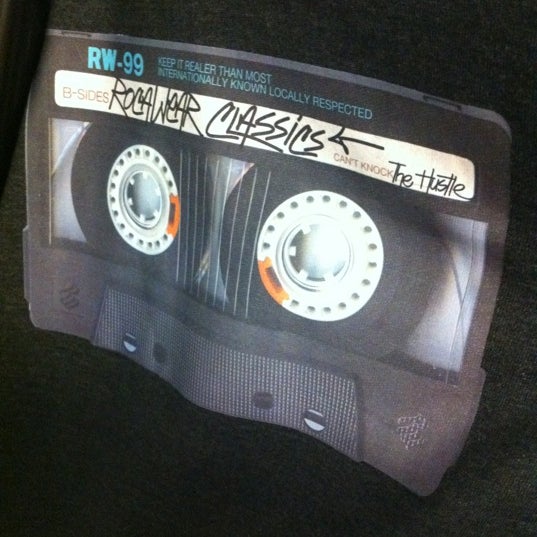 RW-99
KEEP IT REALER THAN MOST
INTERNATIONALLY KNOWN LOCALLY RESPECTED
B-SIDES ROCAWEAR CLASSICS
CAN'T KNOCK The Hustle